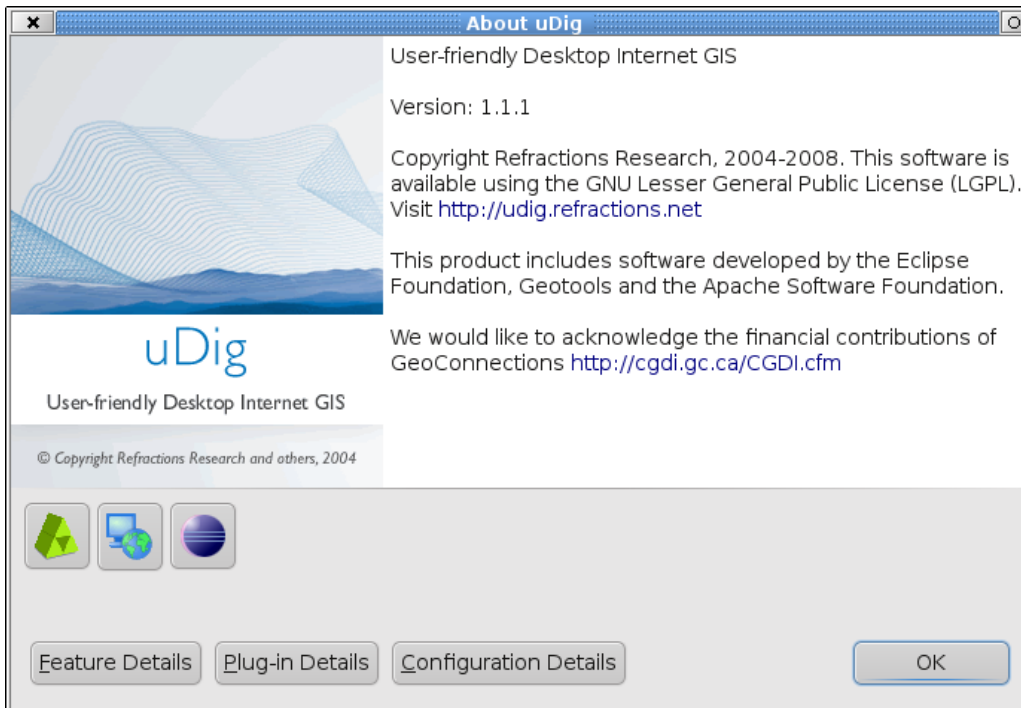 About uDig
User-friendly Desktop Internet GIS
Version: 1.1.1
Copyright Refractions Research, 2004-2008. This software is
available using the GNU Lesser General Public License (LGPL).
Visit http://udig.refractions.net
This product includes software developed by the Eclipse
Foundation, Geotools and the Apache Software Foundation.
We would like to acknowledge the financial contributions of
GeoConnections http://cgdi.gc.ca/CGDI.cfm
uDig
User-friendly Desktop Internet GIS
© Copyright Refractions Research and others, 2004
Feature Details
Plug-in Details
Configuration Details
OK